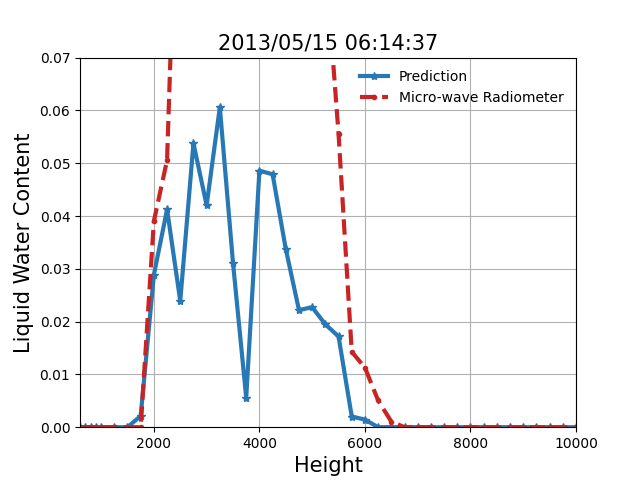 2013/05/15 06:14:37
0.07
0.06
0.05
0.04
0.03
0.02
0.01
0.00
Liquid Water Content
Prediction
Micro-wave Radiometer
2000 4000 6000 8000 10000
Height